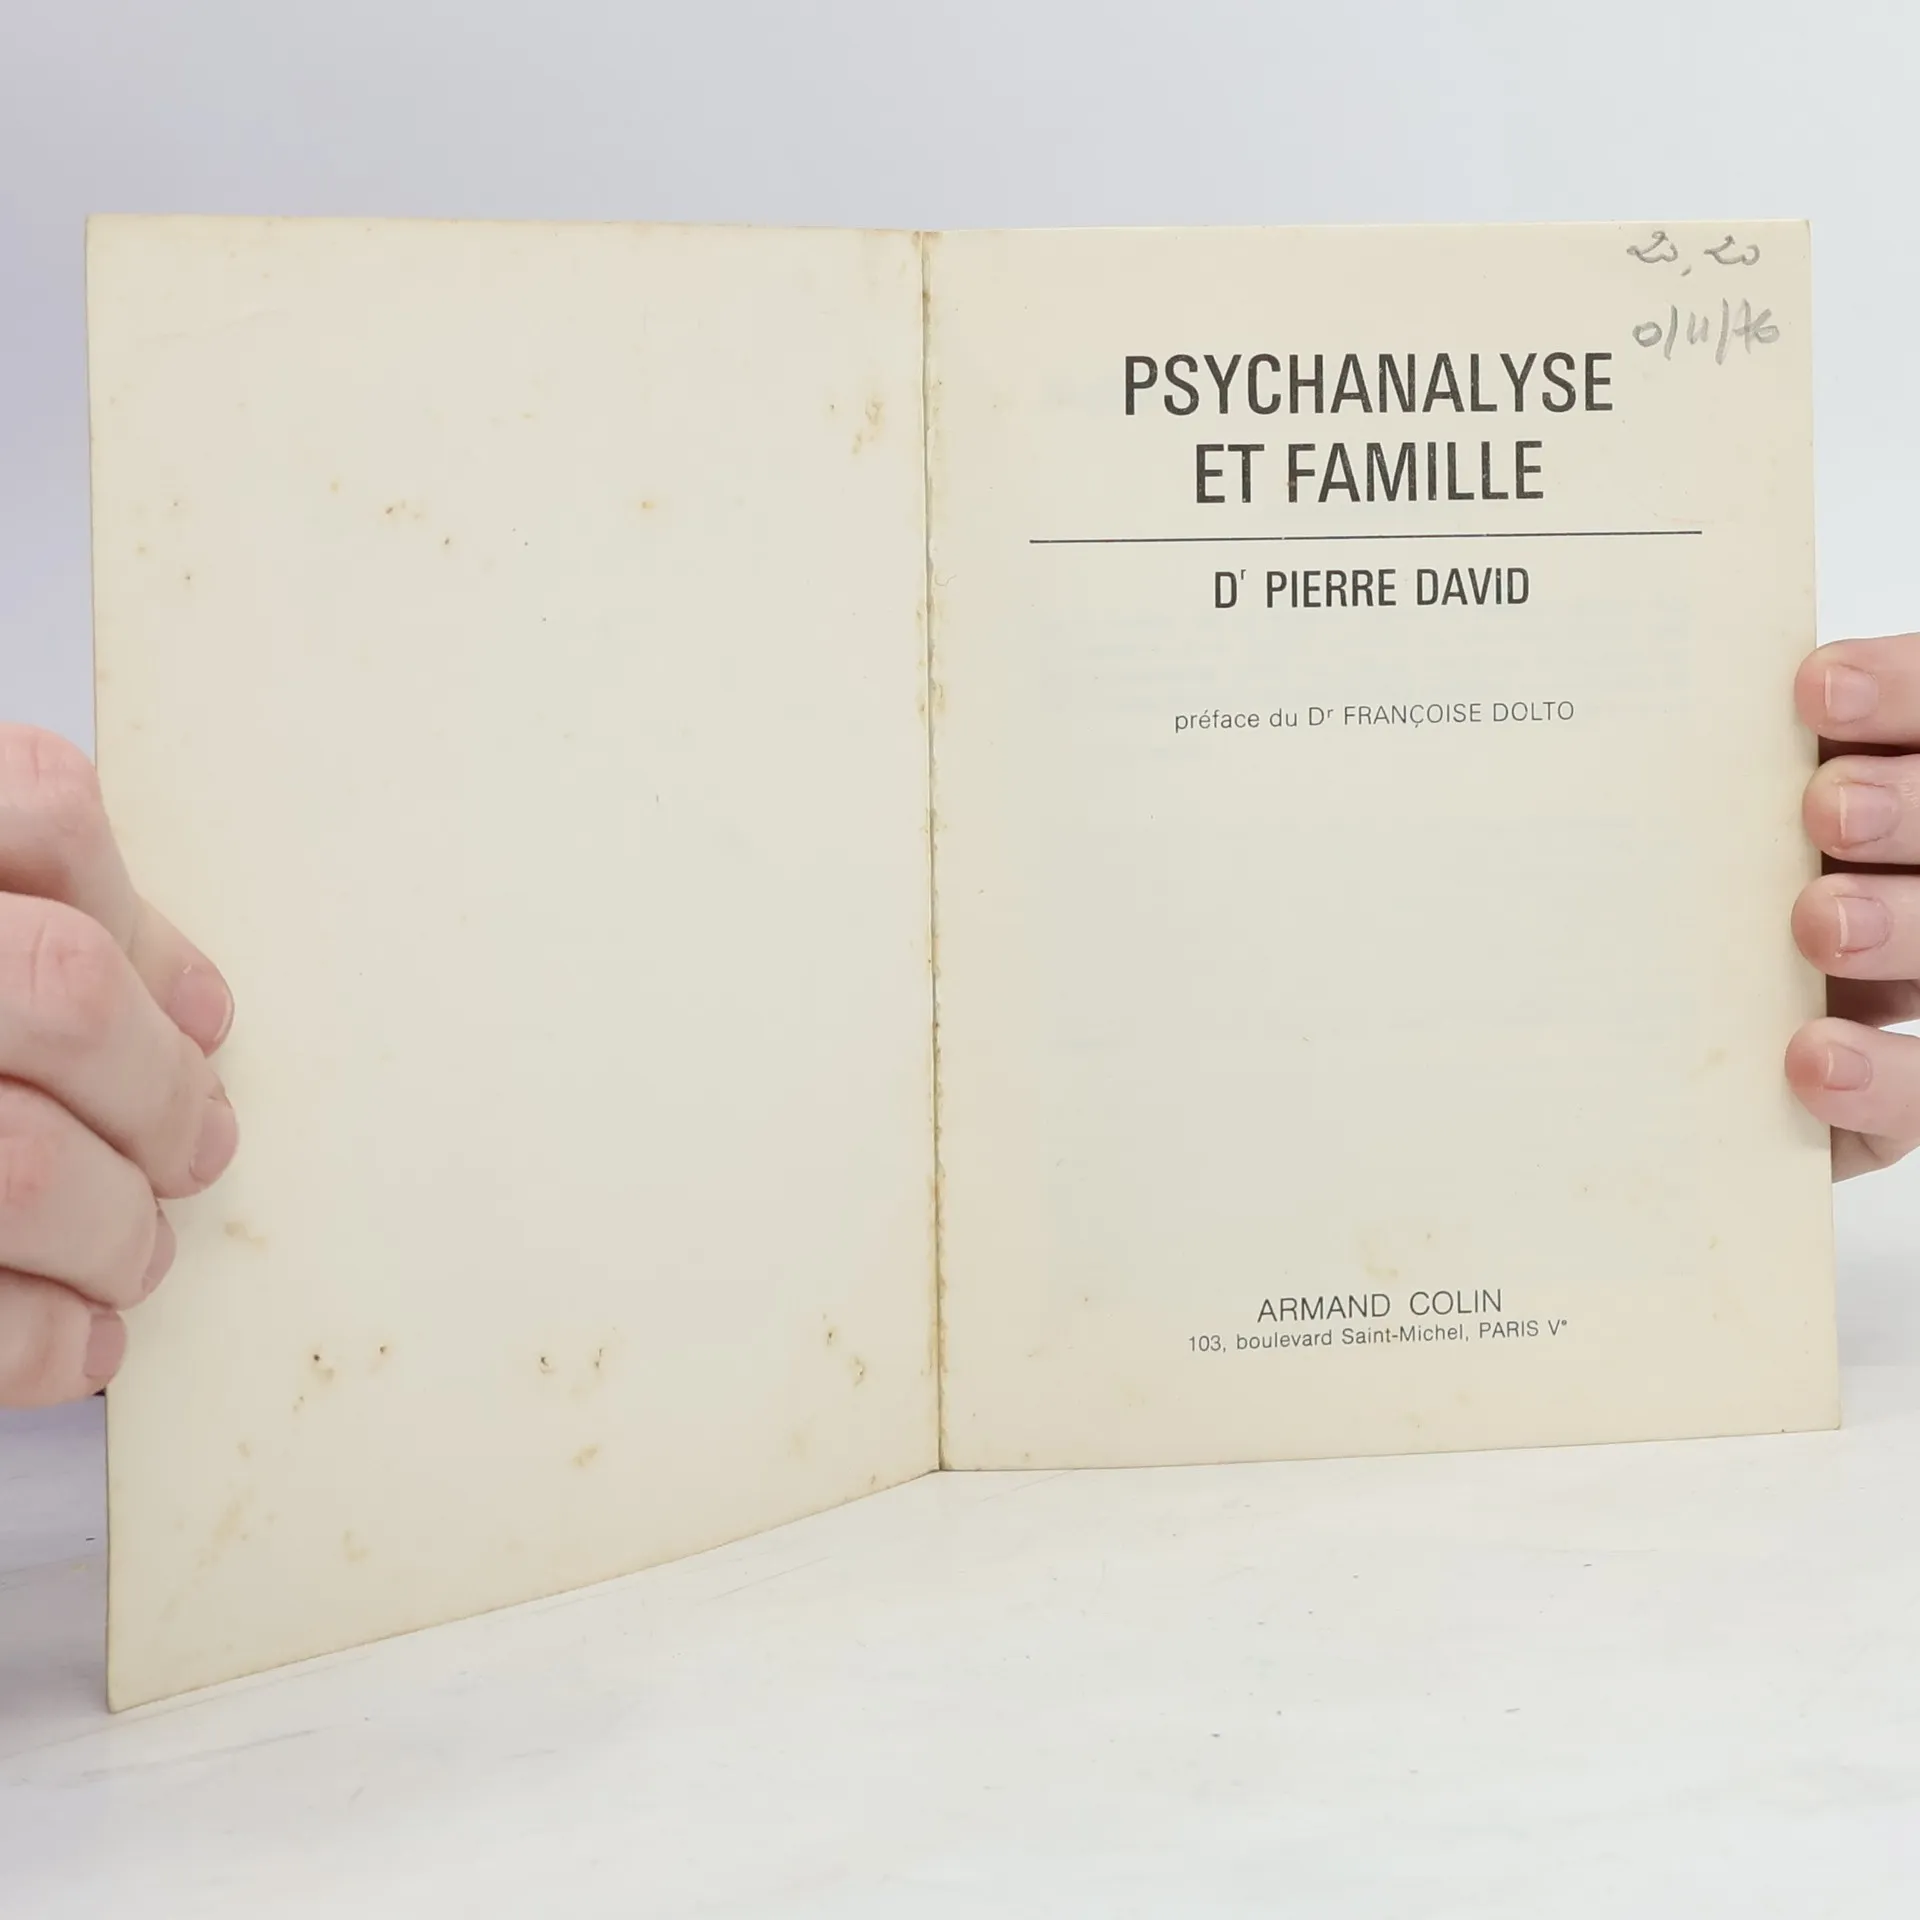 20, 20
0/11/76
PSYCHANALYSE
ET FAMILLE
Dr PIERRE DAVID
préface du Dr FRANÇOISE DOLTO
ARMAND COLIN
103, boulevard Saint-Michel, PARIS Ve